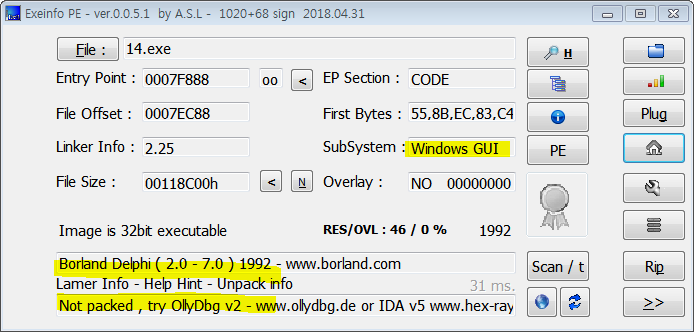 Exeinfo PE - ver.0.0.5.1 by A.S.L - 1020+68 sign 2018.04.31
File : 14.exe H
Entry Point : 0007F888 oo < EP Section : CODE
File Offset : 0007EC88 First Bytes : 55,8B,EC,83,C4 Plug
Linker Info : 2.25 SubSystem : Windows GUI PE
File Size : 00118C00h < N Overlay : NO 00000000
Image is 32bit executable RES/OVL : 46 / 0 % 1992
Borland Delphi ( 2.0 - 7.0 ) 1992 - www.borland.com Scan / t Rip
Lamer Info - Help Hint - Unpack info 31 ms.
Not packed , try OllyDbg v2 - www.ollydbg.de or IDA v5 www.hex-ray >>